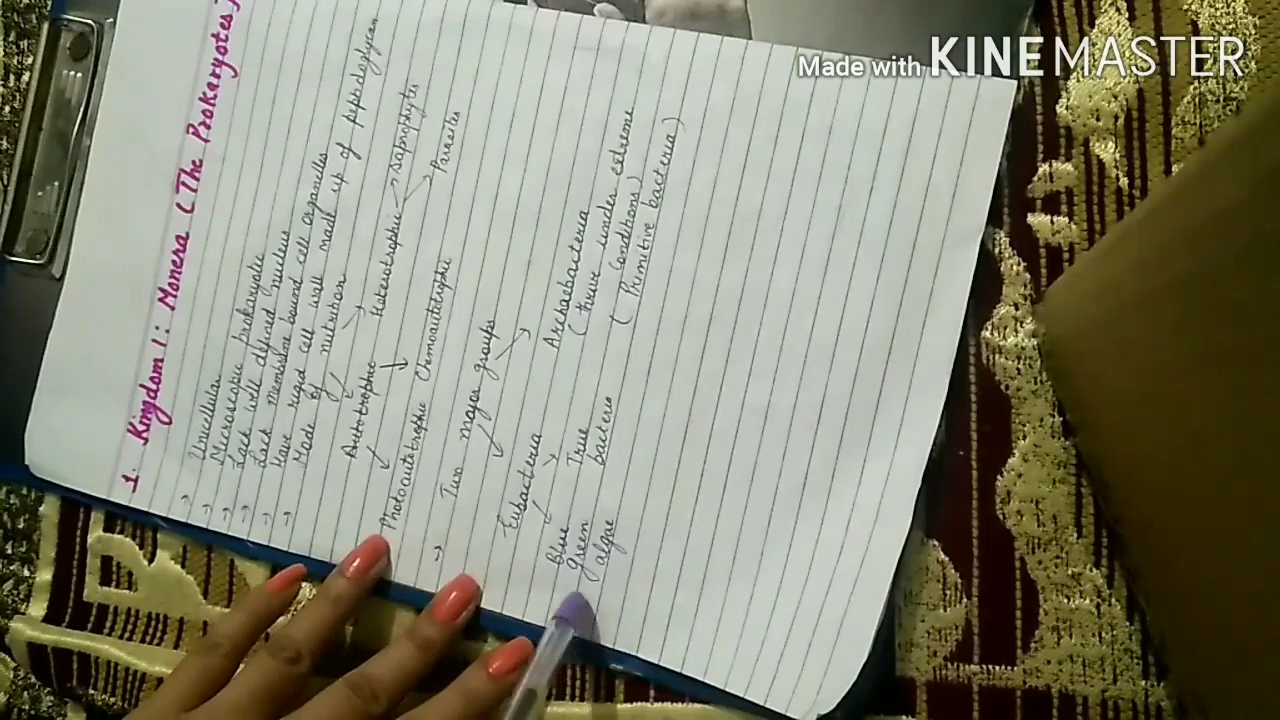 1. Kingdom 1: Monera (The Prokaryotes)
→ Unicellular
→ Microscopic prokaryotic
→ Lack well defined nucleus
→ Lack membrane bound cell organelles
→ have rigid cell wall made up of peptidoglycan
→ Mode of nutrition
Autotrophic Heterotrophic → Saprophytes
→ Parasites
Photoautotrophic Chemoautotrophic
→ Two major groups
Eubacteria Archaebacteria
(thrive under extreme
conditions)
(Primitive bacteria)
Blue True
green bacteria
algae
Made with KINEMASTER